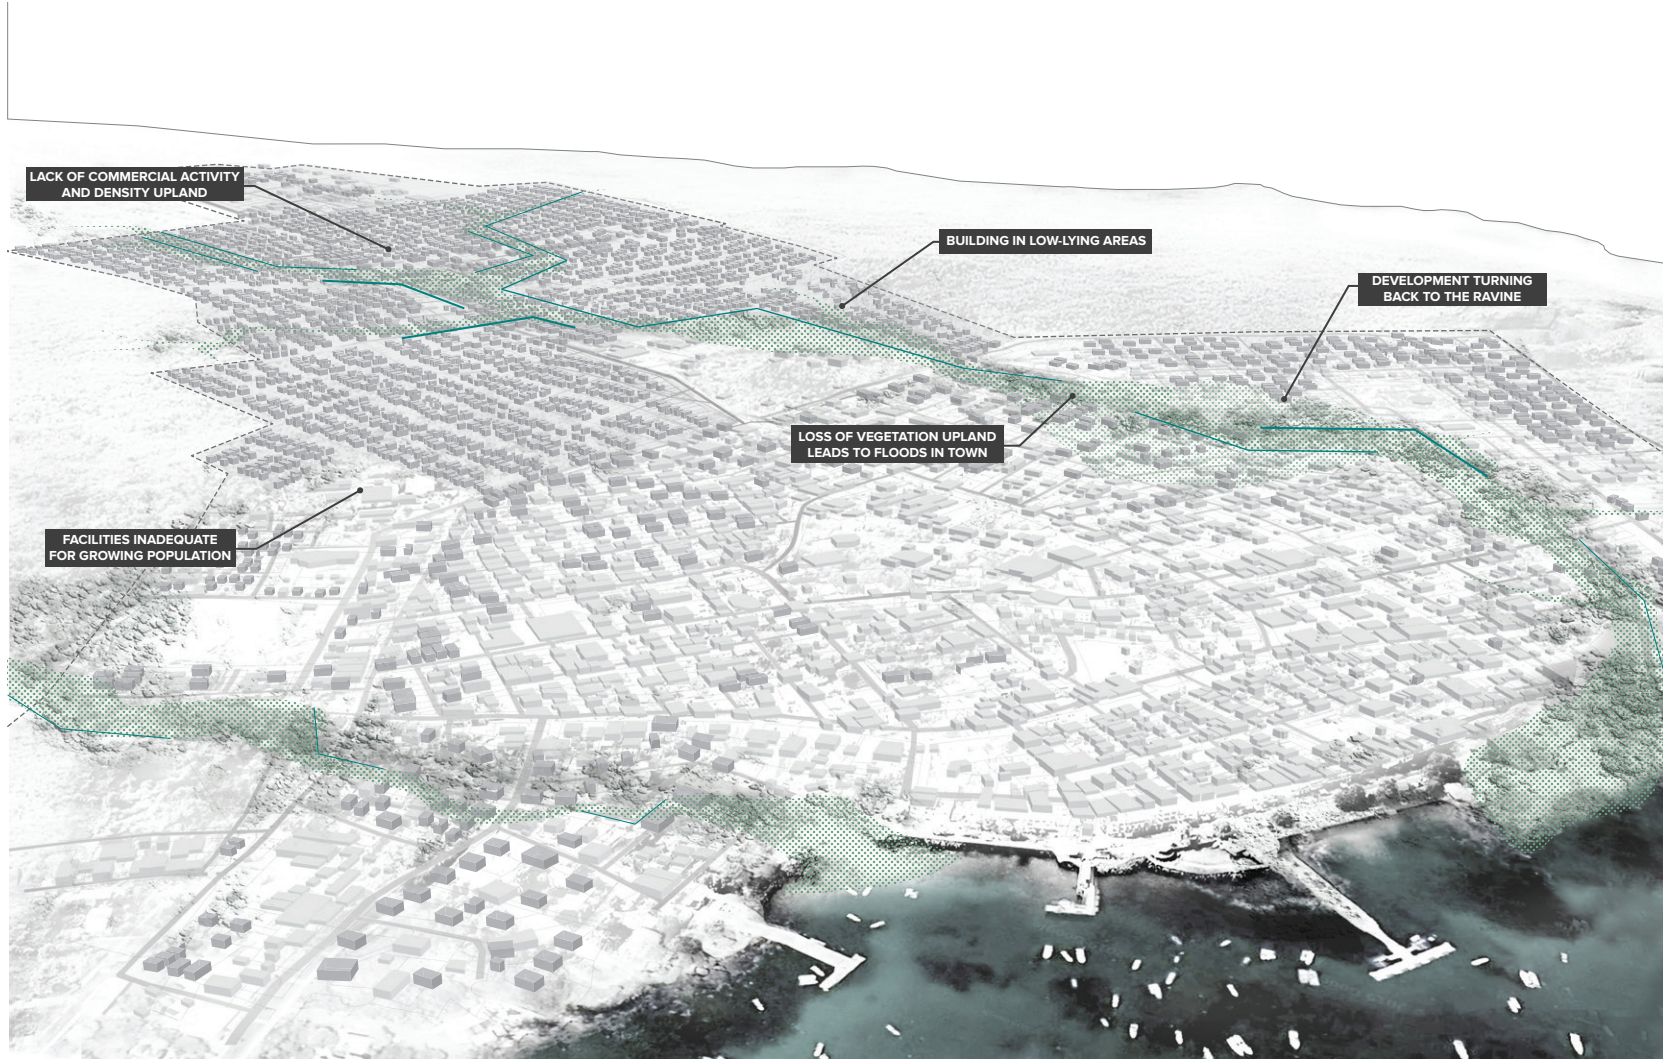 LACK OF COMMERCIAL ACTIVITY
AND DENSITY UPLAND
BUILDING IN LOW-LYING AREAS
DEVELOPMENT TURNING
BACK TO THE RAVINE
LOSS OF VEGETATION UPLAND
LEADS TO FLOODS IN TOWN
FACILITIES INADEQUATE
FOR GROWING POPULATION